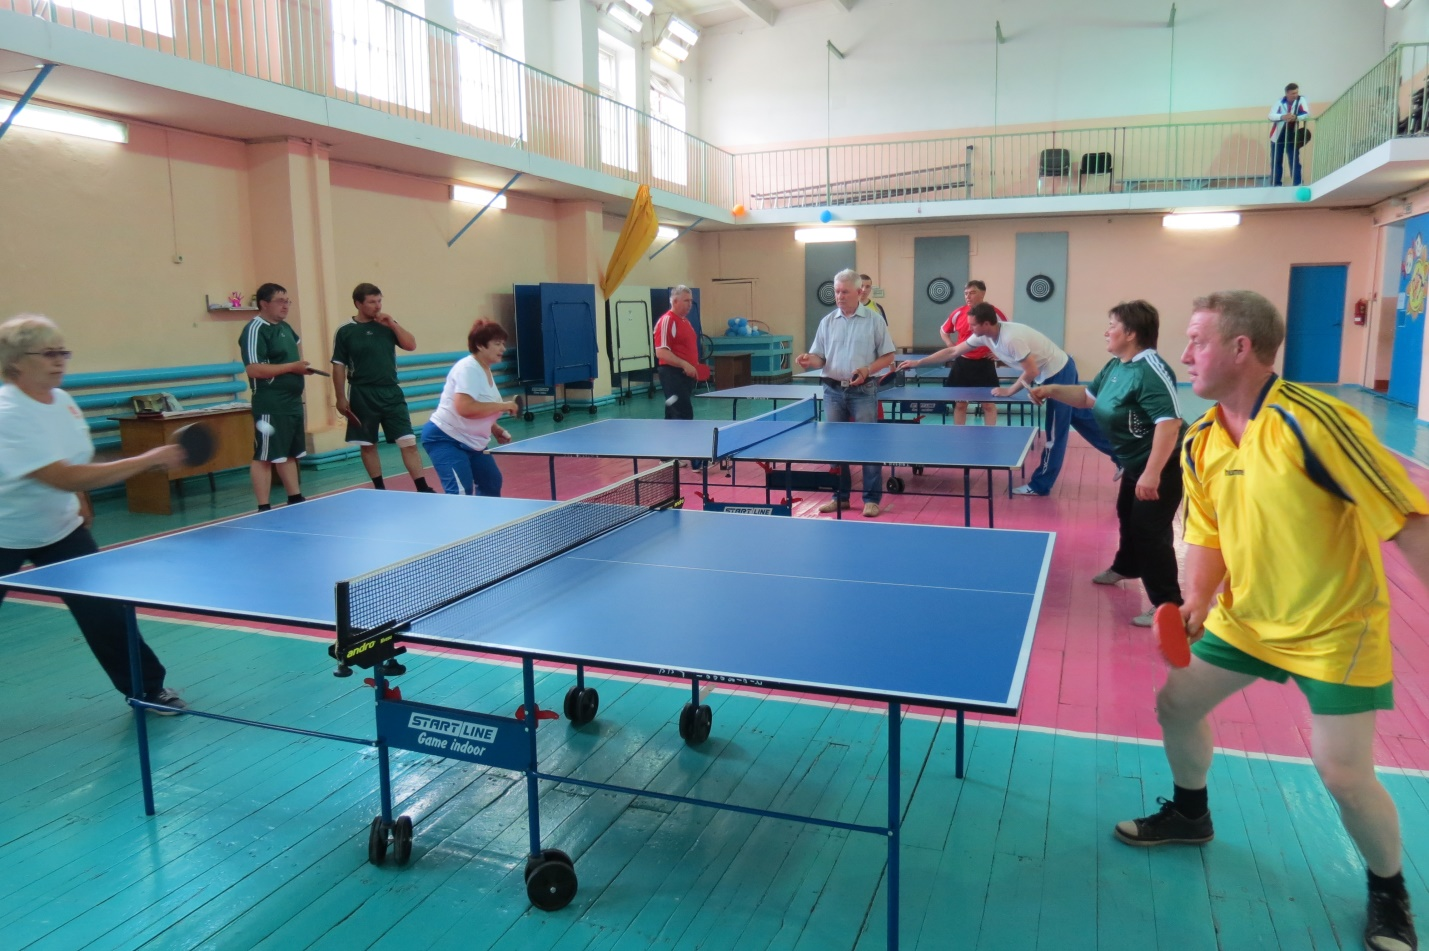 andro
START LINE
Game indoor
START LINE